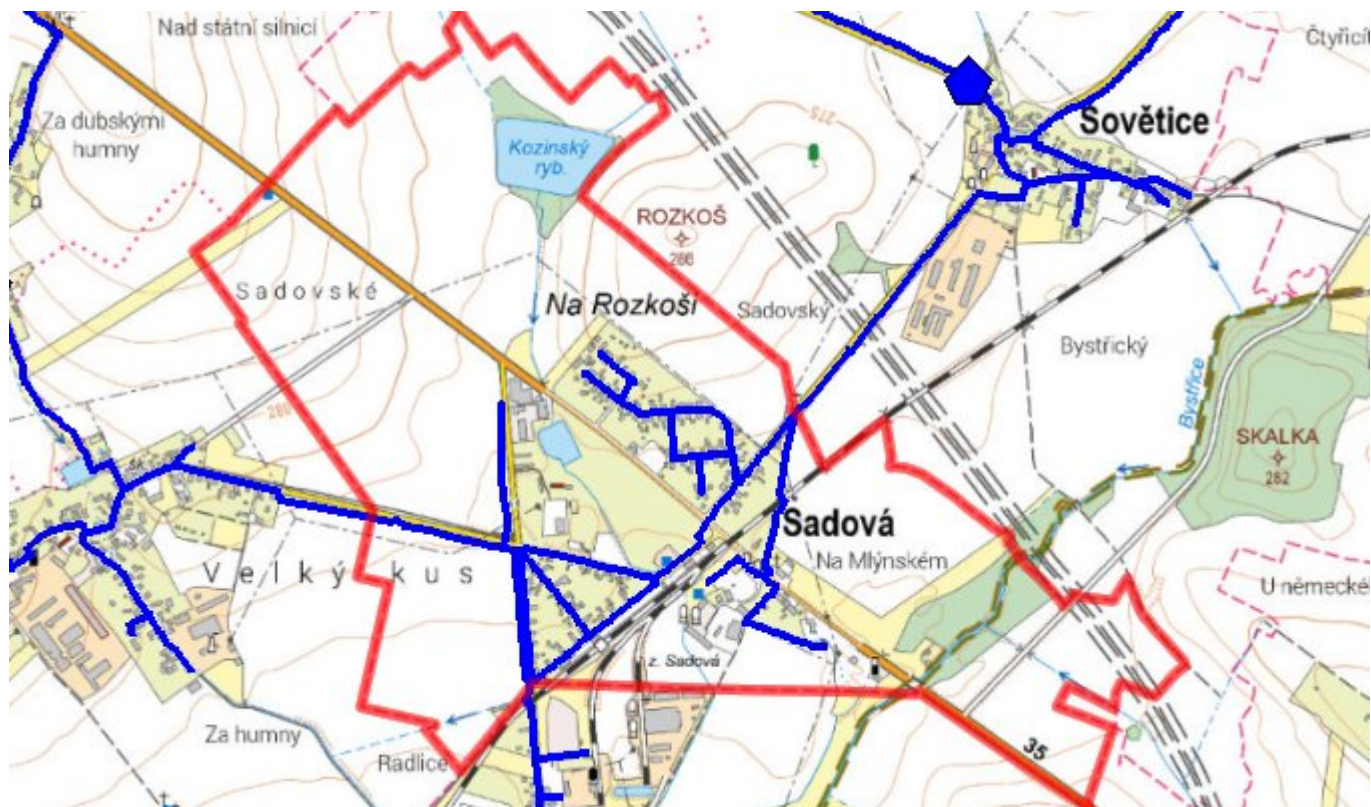 Nad státní silnicí
Čtyřicít
Za dubskými
humny
Sovětice
Kozinský
ryb.
275
ROZKOŠ
286
Sadovské
Na Rozkoši
Sadovský
Bystřický
Bystřice
SKALKA
282
280
Sadová
Na Mlýnském
Velký kus
U německé
z. Sadová
Za humny
Radlice
35